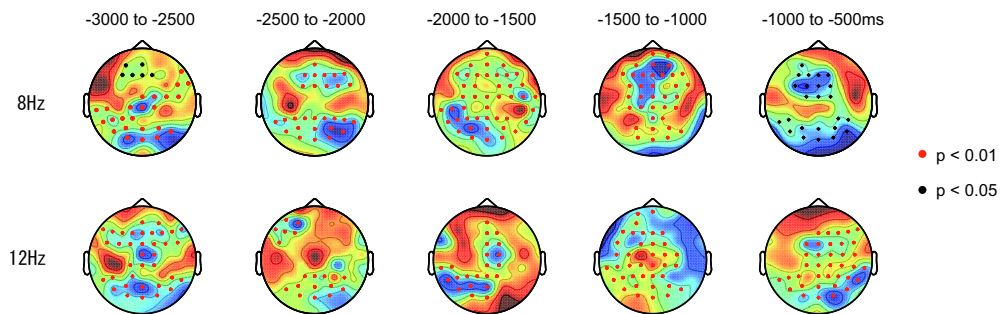 -3000 to -2500 -2500 to -2000 -2000 to -1500 -1500 to -1000 -1000 to -500ms
8Hz
p < 0.01
p < 0.05
12Hz